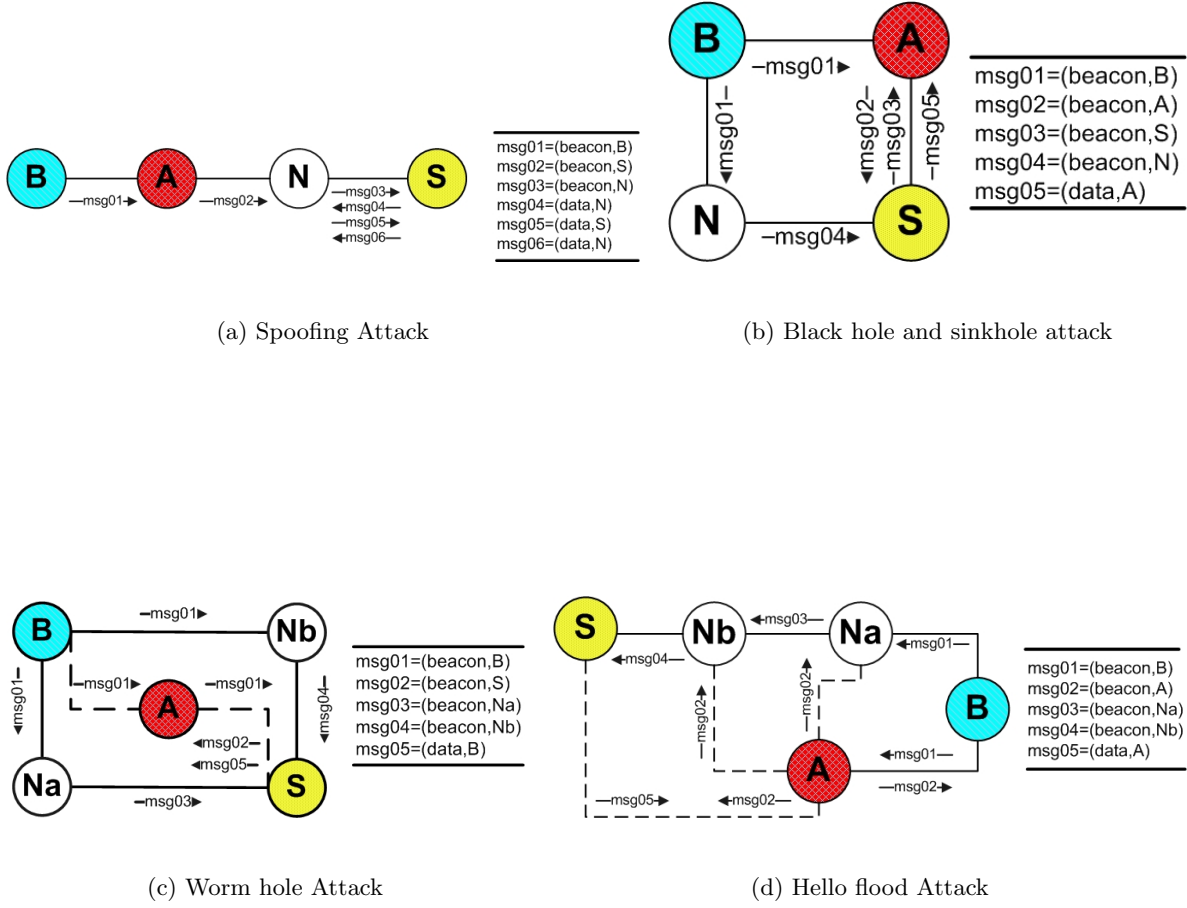 B
A
N
S
–msg01→
–msg02→
–msg03→
←msg04–
–msg05→
←msg06–
msg01=(beacon,B)
msg02=(beacon,S)
msg03=(beacon,N)
msg04=(data,N)
msg05=(data,S)
msg06=(data,N)
(a) Spoofing Attack
B
A
–msg01→
←msg01–
←msg02–
–msg03→
–msg05→
N
S
–msg04→
msg01=(beacon,B)
msg02=(beacon,A)
msg03=(beacon,S)
msg04=(beacon,N)
msg05=(data,A)
(b) Black hole and sinkhole attack
–msg01→
B
Nb
←msg01–
–msg01→
–msg01→
A
←msg04–
←msg02–
←msg05–
Na
S
–msg03→
msg01=(beacon,B)
msg02=(beacon,S)
msg03=(beacon,Na)
msg04=(beacon,Nb)
msg05=(data,B)
(c) Worm hole Attack
S
Nb
Na
←msg03–
←msg01–
←msg04–
–msg02→
–msg02→
B
A
←msg01–
–msg02→
–msg05→
←msg02–
msg01=(beacon,B)
msg02=(beacon,A)
msg03=(beacon,Na)
msg04=(beacon,Nb)
msg05=(data,A)
(d) Hello flood Attack